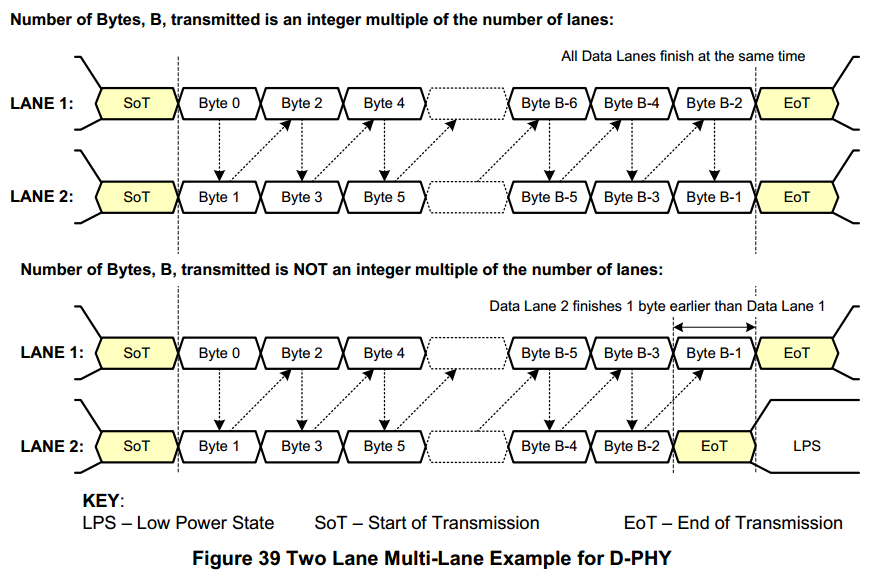 Number of Bytes, B, transmitted is an integer multiple of the number of lanes:
All Data Lanes finish at the same time
LANE 1: SoT Byte 0 Byte 2 Byte 4 Byte B-6 Byte B-4 Byte B-2 EoT
LANE 2: SoT Byte 1 Byte 3 Byte 5 Byte B-5 Byte B-3 Byte B-1 EoT
Number of Bytes, B, transmitted is NOT an integer multiple of the number of lanes:
Data Lane 2 finishes 1 byte earlier than Data Lane 1
LANE 1: SoT Byte 0 Byte 2 Byte 4 Byte B-5 Byte B-3 Byte B-1 EoT
LANE 2: SoT Byte 1 Byte 3 Byte 5 Byte B-4 Byte B-2 EoT LPS
KEY:
LPS – Low Power State SoT – Start of Transmission EoT – End of Transmission
Figure 39 Two Lane Multi-Lane Example for D-PHY